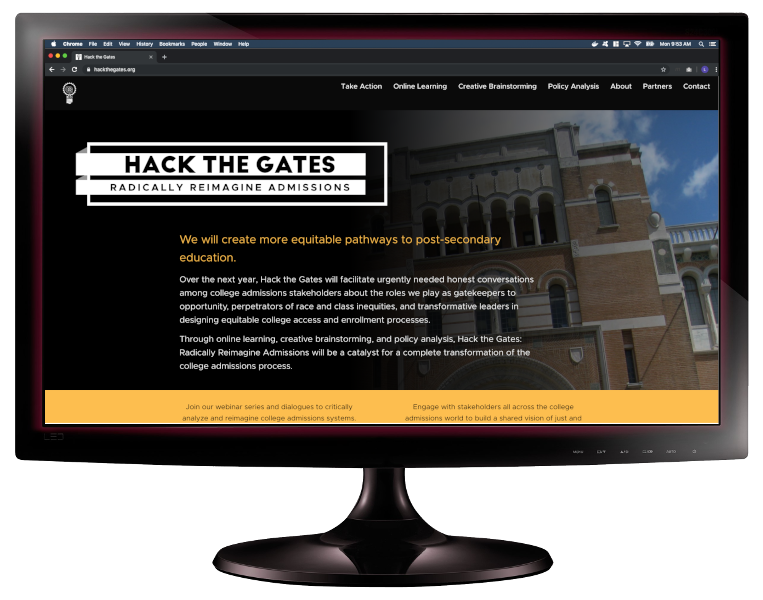 Chrome File Edit View History Bookmarks People Window Help
Mon 9:53 AM
Hack the Gates
hackthegates.org
Take Action Online Learning Creative Brainstorming Policy Analysis About Partners Contact
HACK THE GATES
RADICALLY REIMAGINE ADMISSIONS
We will create more equitable pathways to post-secondary
education.
Over the next year, Hack the Gates will facilitate urgently needed honest conversations
among college admissions stakeholders about the roles we play as gatekeepers to
opportunity, perpetrators of race and class inequities, and transformative leaders in
designing equitable college access and enrollment processes.
Through online learning, creative brainstorming, and policy analysis, Hack the Gates:
Radically Reimagine Admissions will be a catalyst for a complete transformation of the
college admissions process.
Join our webinar series and dialogues to critically
analyze and reimagine college admissions systems.
Engage with stakeholders all across the college
admissions world to build a shared vision of just and